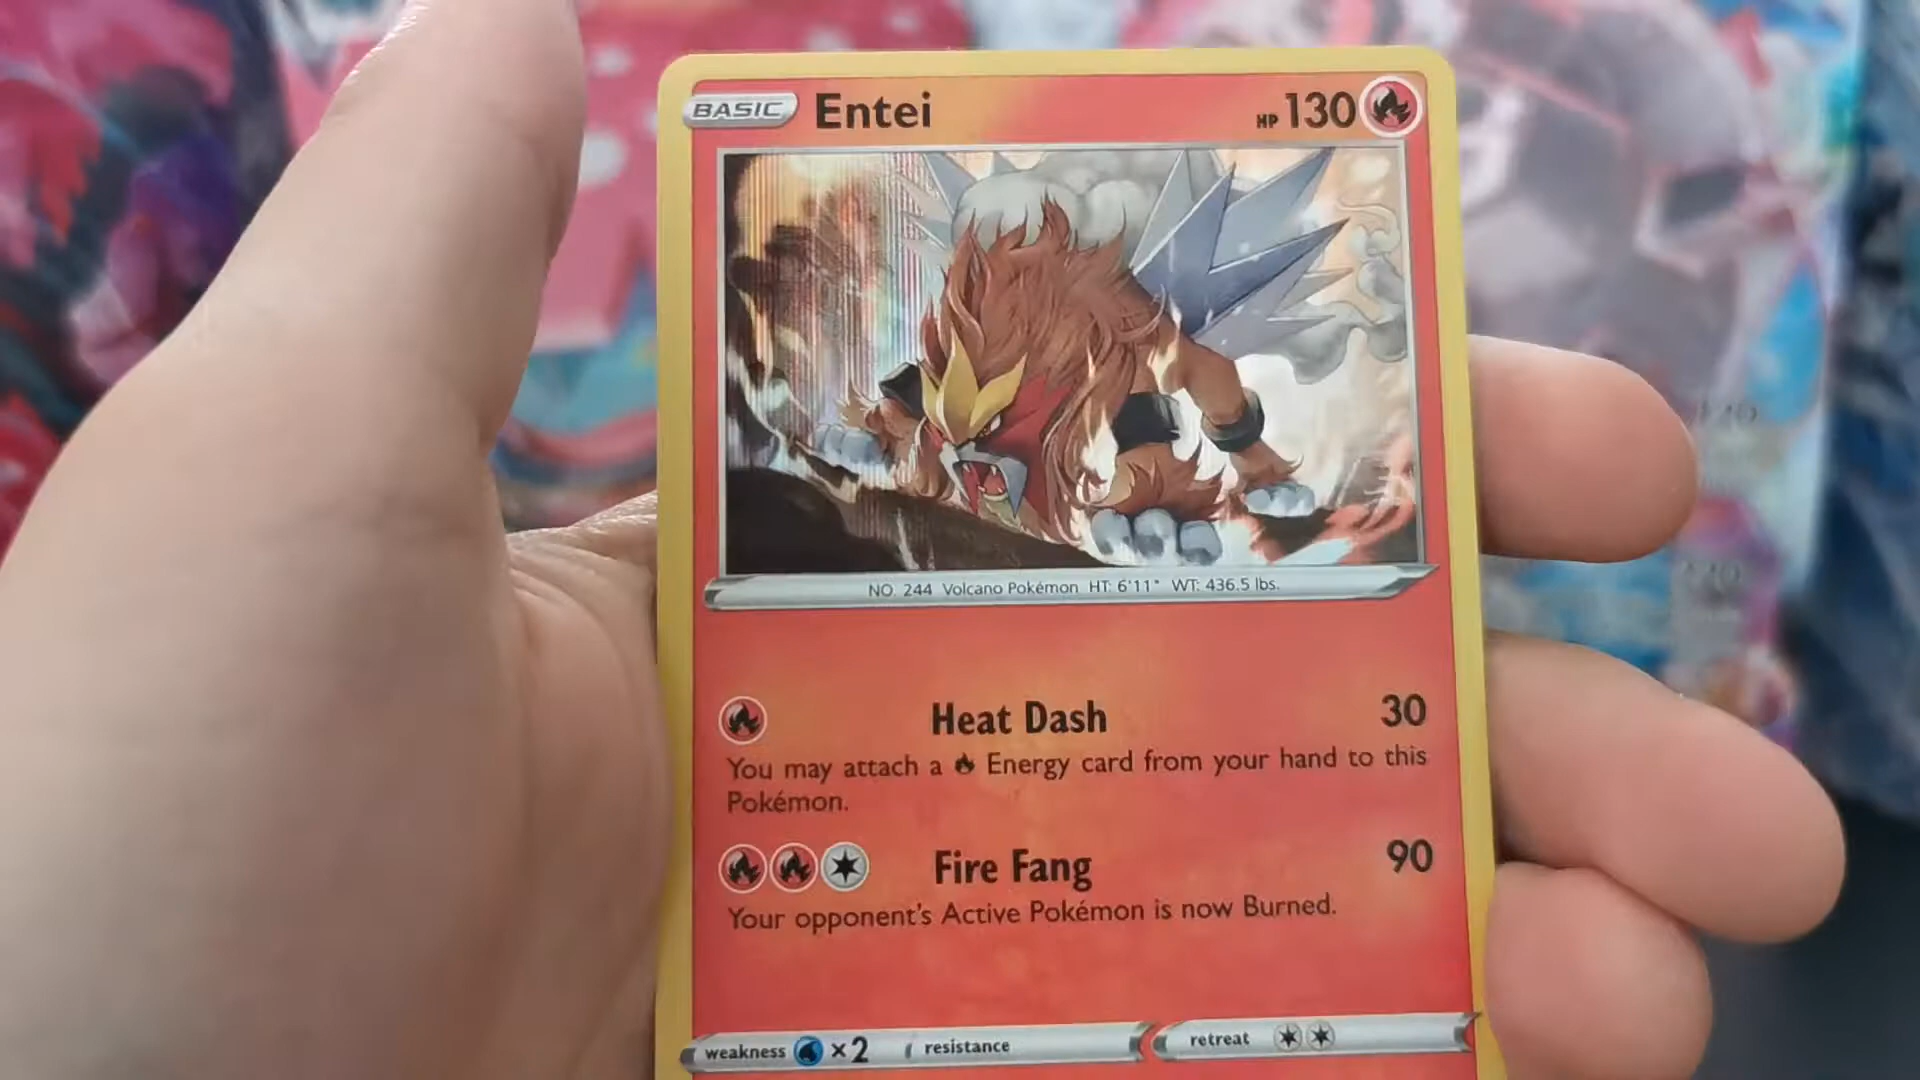 BASIC Entei HP 130
NO. 244 Volcano Pokémon HT: 6'11" WT: 436.5 lbs.
Heat Dash 30
You may attach a Energy card from your hand to this
Pokémon.
Fire Fang 90
Your opponent's Active Pokémon is now Burned.
weakness ×2 resistance retreat